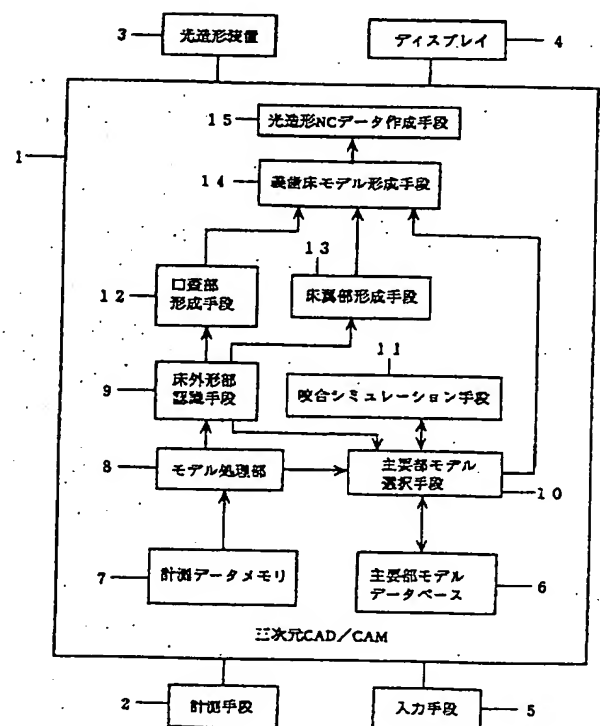 3
光造形装置
ディスプレイ
4
15
光造形NCデータ作成手段
1
14
義歯床モデル形成手段
13
12
口蓋部
形成手段
床翼部形成手段
11
9
床外形部
認識手段
咬合シミュレーション手段
8
モデル処理部
主要部モデル
選択手段
10
7
計測データメモリ
主要部モデル
データベース
6
三次元CAD/CAM
2
計測手段
入力手段
5